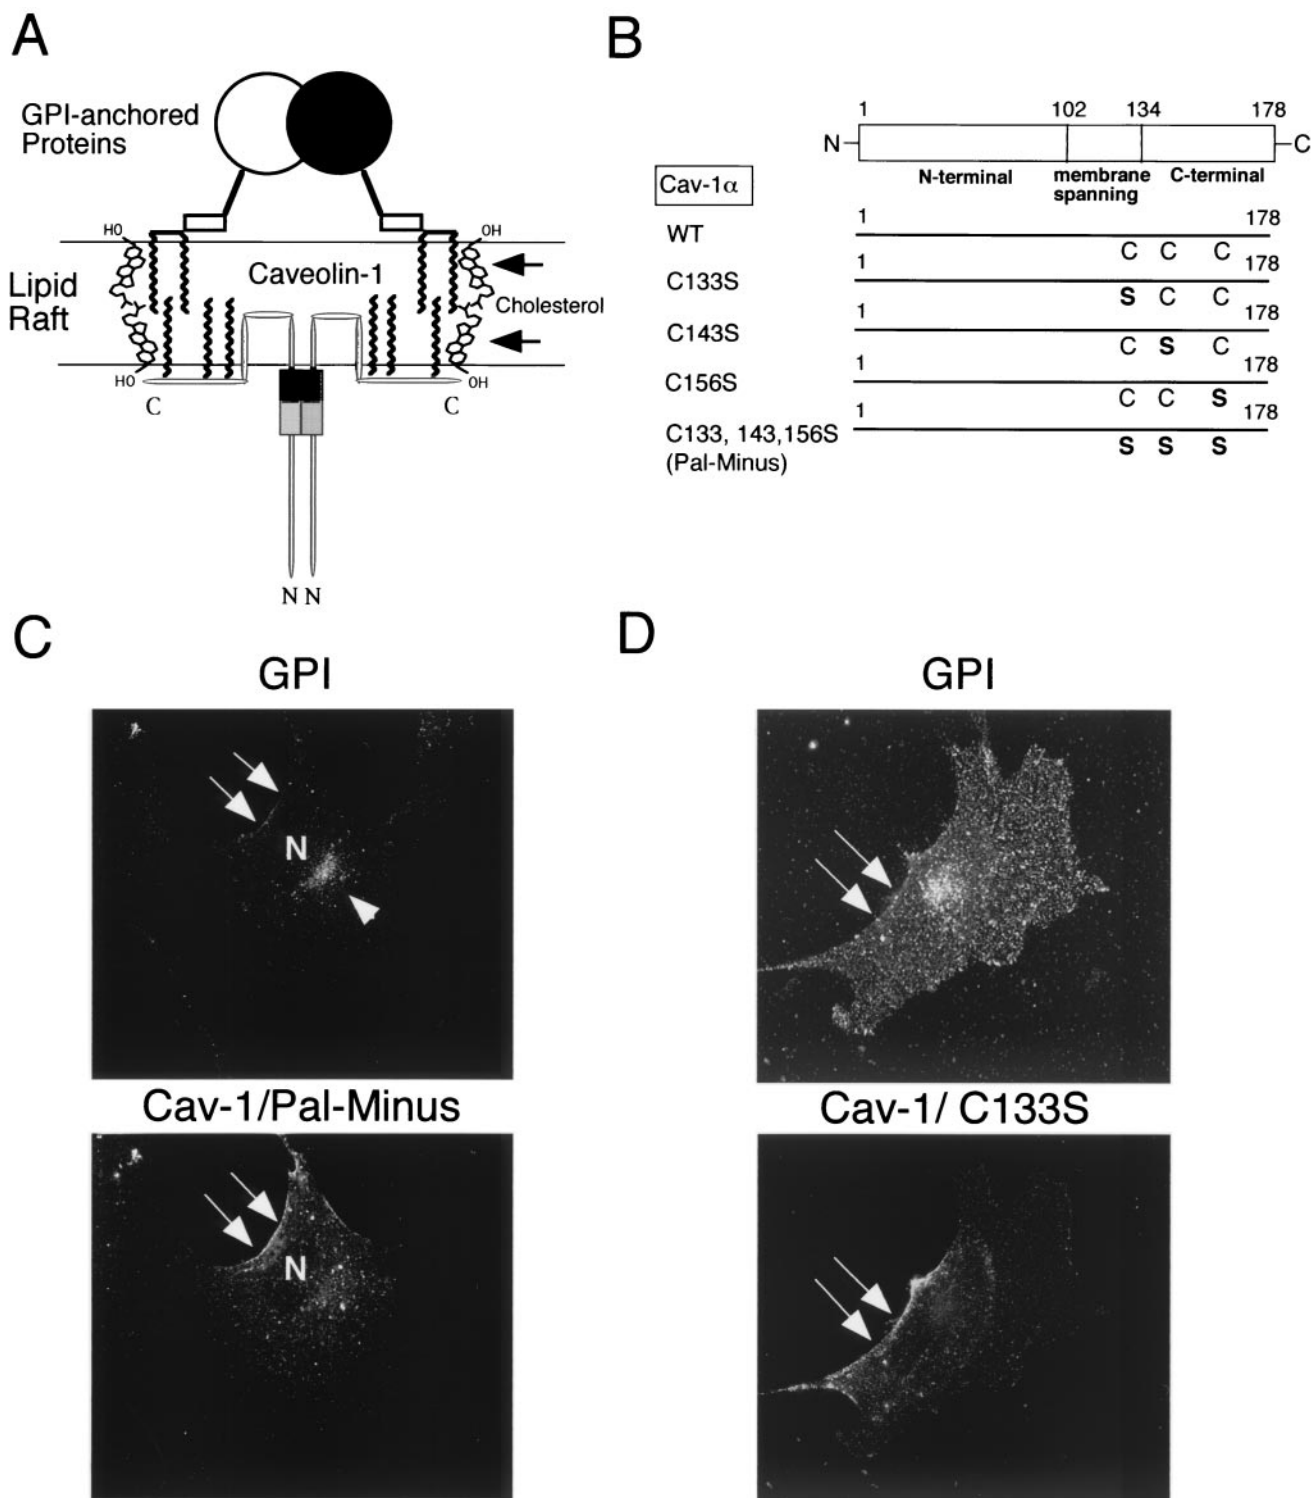 A
GPI-anchored
Proteins
HO
OH
Lipid
Raft
Caveolin-1
Cholesterol
HO
OH
C
C
N N
B
1 102 134 178
N
C
N-terminal
membrane
spanning
C-terminal
Cav-1α
1 178
WT
C C C
1 178
C133S
S C C
1 178
C143S
C S C
1 178
C156S
C C S
1 178
C133, 143,156S
(Pal-Minus)
S S S
C
GPI
N
Cav-1/Pal-Minus
N
D
GPI
Cav-1/ C133S